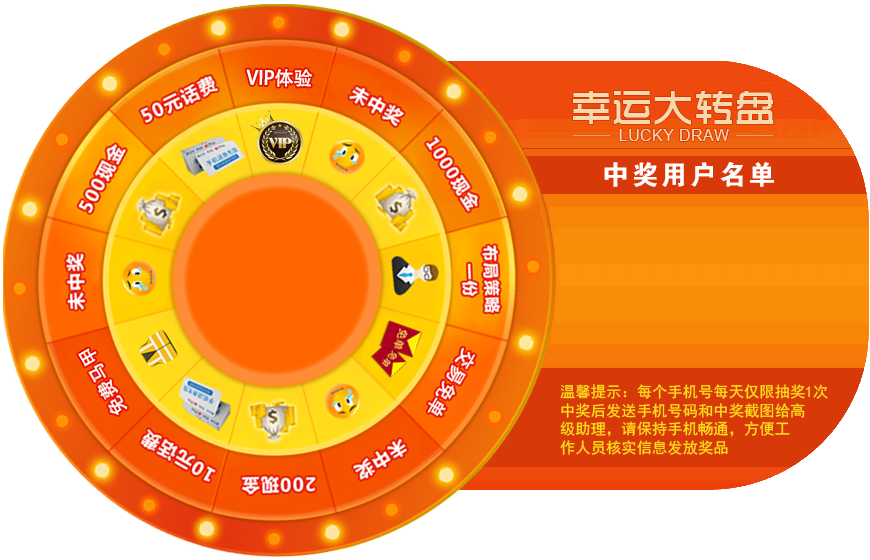 VIP体验
未中奖
1000现金
布局策略
一份
交易免单
未中奖
200现金
10元话费
免费马甲
未中奖
500现金
50元话费
VIP
幸运大转盘
LUCKY DRAW
中奖用户名单
温馨提示：每个手机号每天仅限抽奖1次
中奖后发送手机号码和中奖截图给高
级助理，请保持手机畅通，方便工
作人员核实信息发放奖品